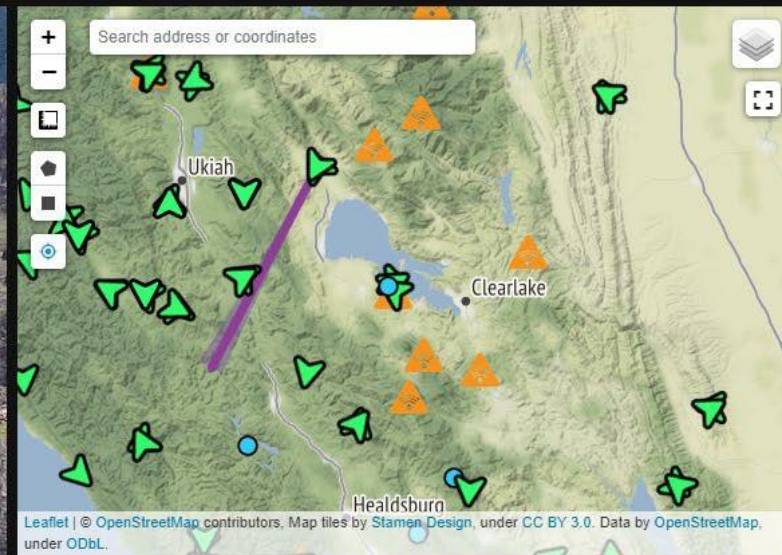 +
Search address or coordinates
−
Ukiah
Clearlake
Healdsburg
Leaflet | © OpenStreetMap contributors, Map tiles by Stamen Design, under CC BY 3.0. Data by OpenStreetMap,
under ODbL.